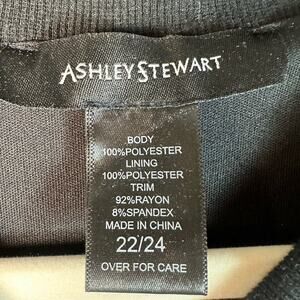 ASHLEY STEWART
BODY
100%POLYESTER
LINING
100%POLYESTER
TRIM
92%RAYON
8%SPANDEX
MADE IN CHINA
22/24
OVER FOR CARE